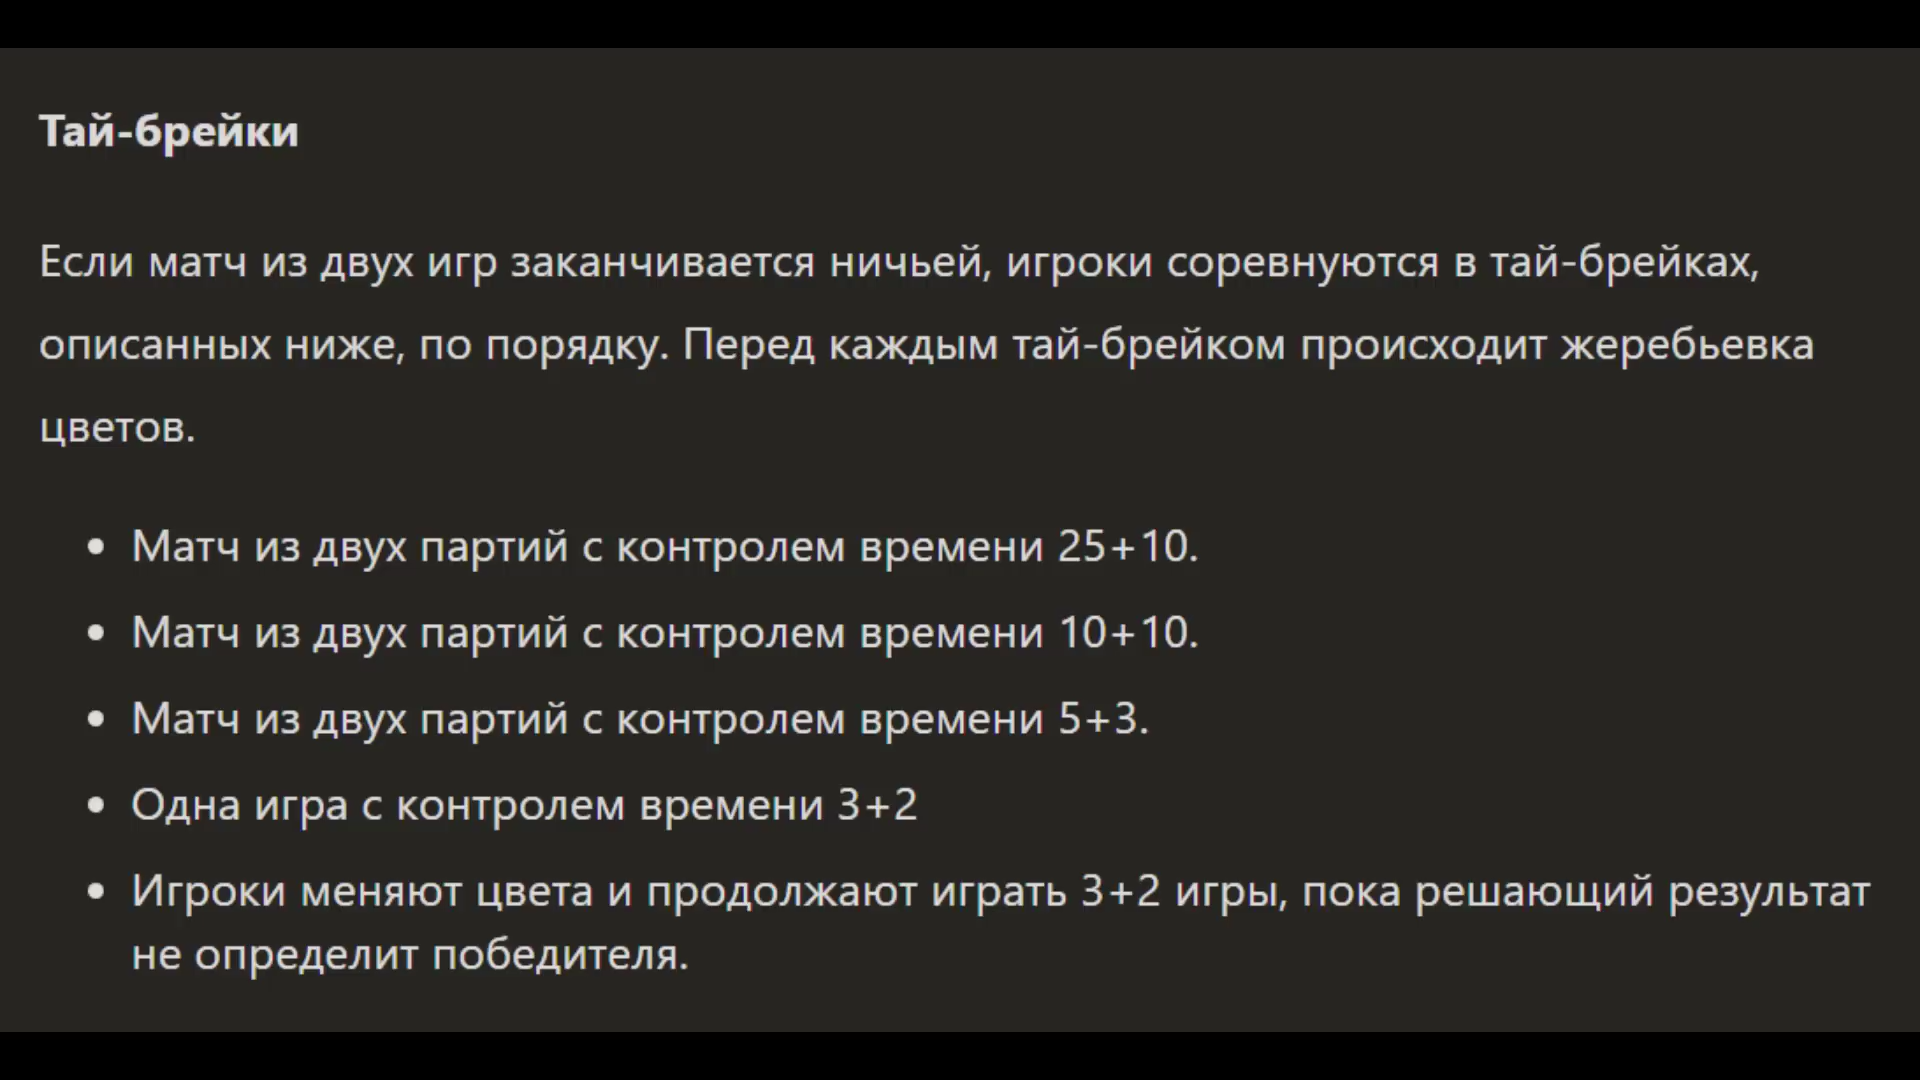 Тай-брейки
Если матч из двух игр заканчивается ничьей, игроки соревнуются в тай-брейках,
описанных ниже, по порядку. Перед каждым тай-брейком происходит жеребьевка
цветов.
• Матч из двух партий с контролем времени 25+10.
• Матч из двух партий с контролем времени 10+10.
• Матч из двух партий с контролем времени 5+3.
• Одна игра с контролем времени 3+2
• Игроки меняют цвета и продолжают играть 3+2 игры, пока решающий результат
не определит победителя.